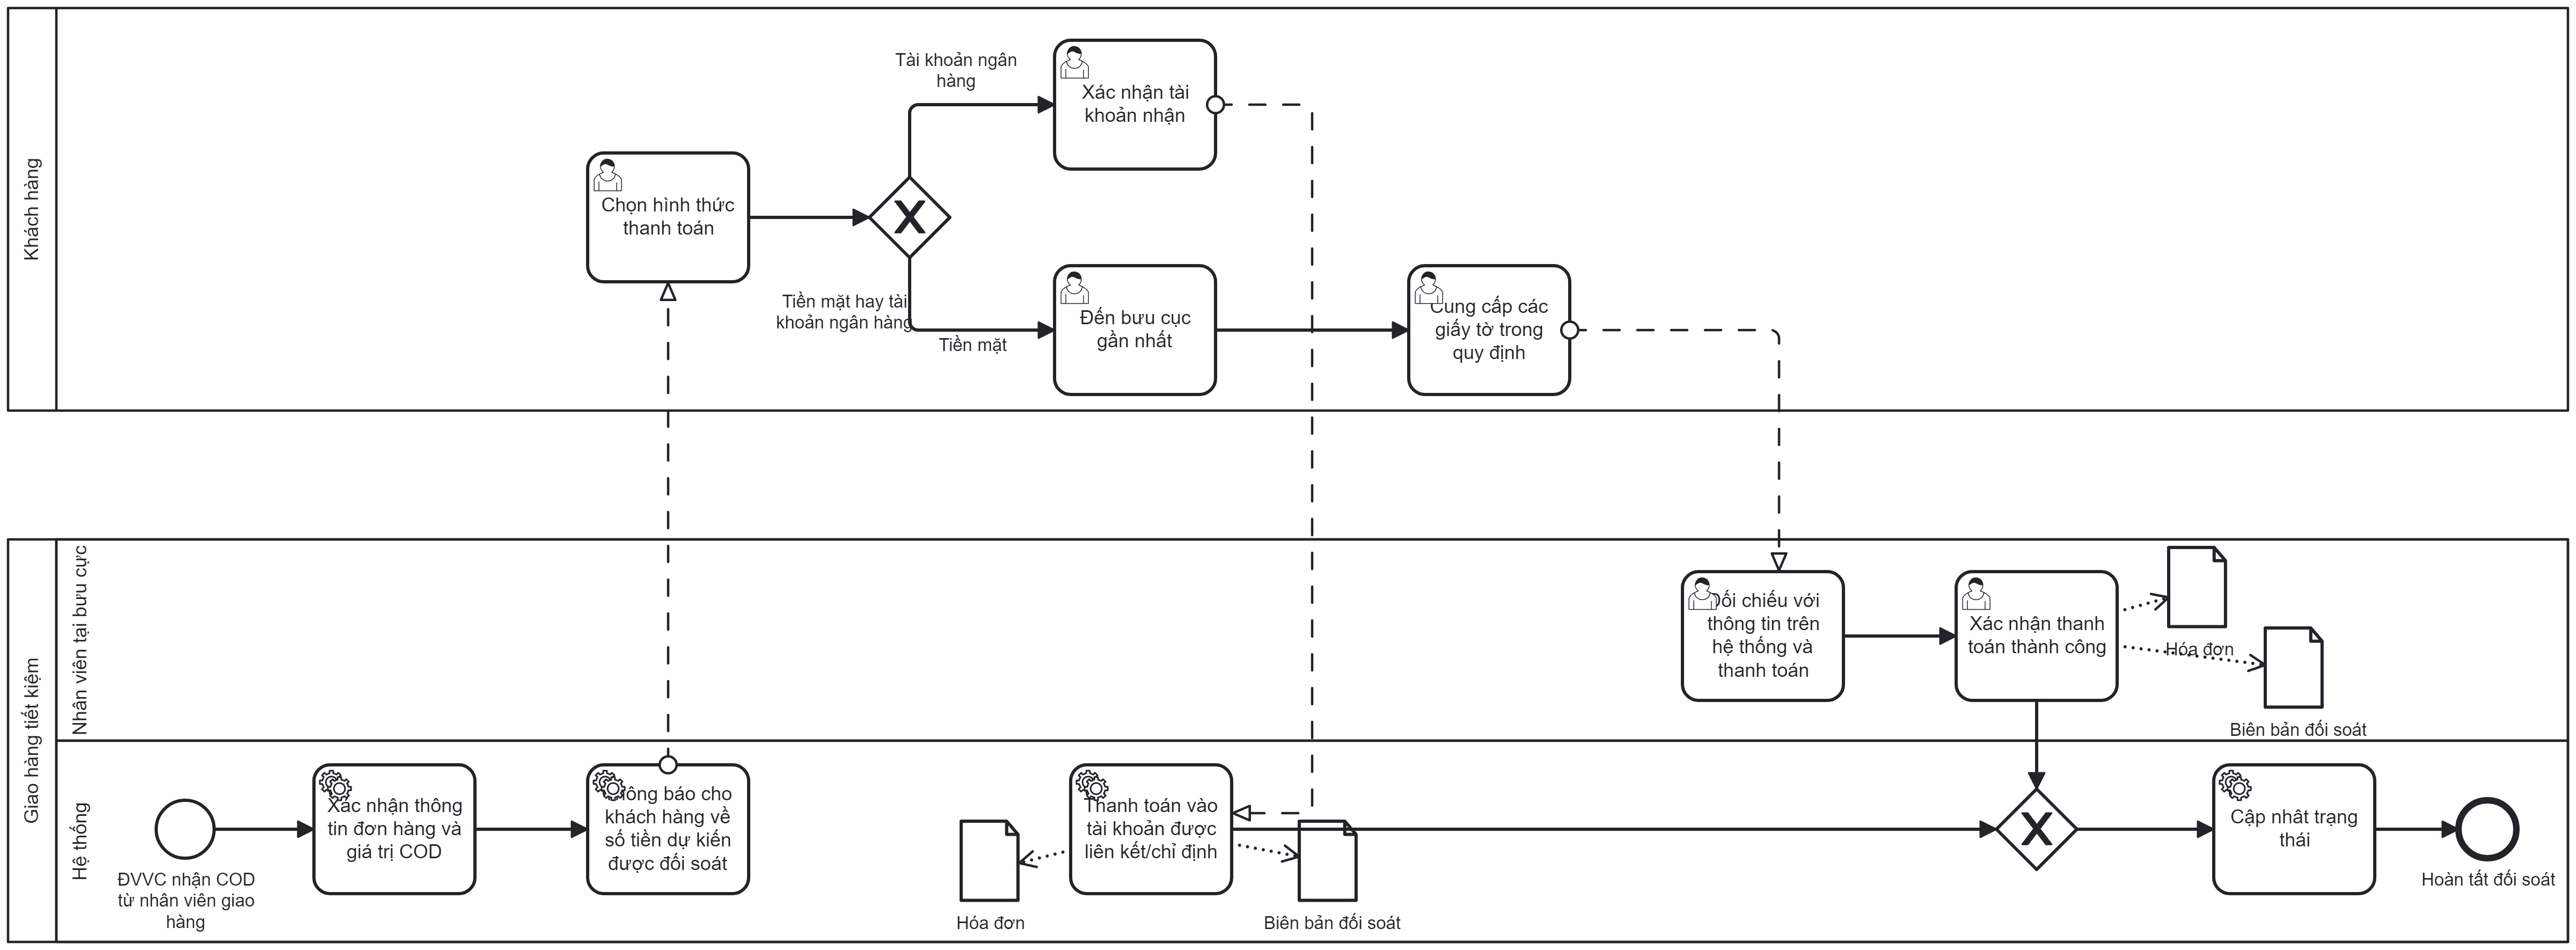 Khách hàng
Tài khoản ngân
hàng
Xác nhận tài
khoản nhận
Chọn hình thức
thanh toán
Tiền mặt hay tài
khoản ngân hàng
Tiền mặt
Đến bưu cục
gần nhất
Cung cấp các
giấy tờ trong
quy định
Giao hàng tiết kiệm
Nhân viên tại bưu cực
Đối chiếu với
thông tin trên
hệ thống và
thanh toán
Xác nhận thanh
toán thành công
Hóa đơn
Biên bản đối soát
Hệ thống
ĐVVC nhận COD
từ nhân viên giao
hàng
Xác nhận thông
tin đơn hàng và
giá trị COD
Thông báo cho
khách hàng về
số tiền dự kiến
được đối soát
Hóa đơn
Thanh toán vào
tài khoản được
liên kết/chỉ định
Biên bản đối soát
Cập nhât trạng
thái
Hoàn tất đối soát